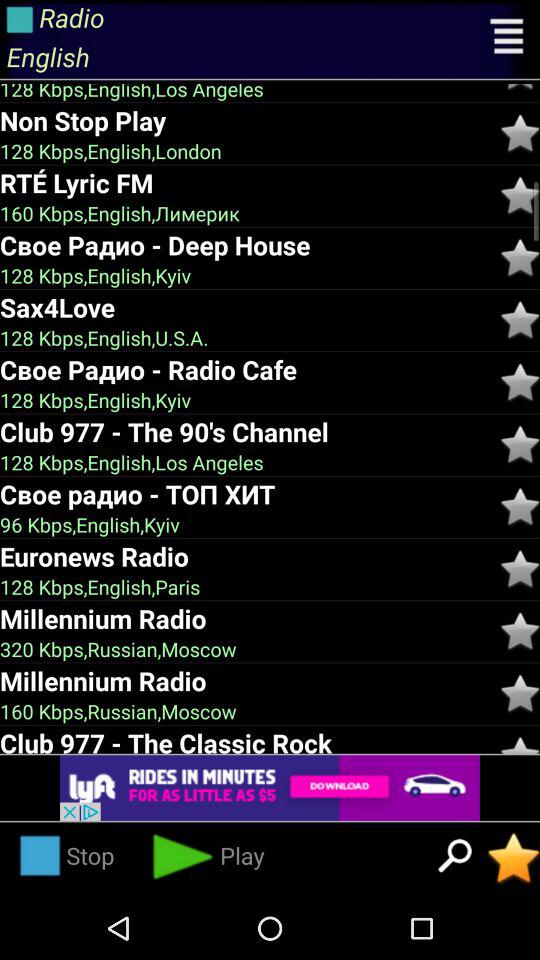 Radio
English
128 Kbps,English,Los Angeles
Non Stop Play
128 Kbps,English,London
RTÉ Lyric FM
160 Kbps,English,Лимерик
Свое Радио - Deep House
128 Kbps,English,Kyiv
Sax4Love
128 Kbps,English,U.S.A.
Свое Радио - Radio Cafe
128 Kbps,English,Kyiv
Club 977 - The 90's Channel
128 Kbps,English,Los Angeles
Свое радио - ТОП ХИТ
96 Kbps,English,Kyiv
Euronews Radio
128 Kbps,English,Paris
Millennium Radio
320 Kbps,Russian,Moscow
Millennium Radio
160 Kbps,Russian,Moscow
Club 977 - The Classic Rock
lyft RIDES IN MINUTES DOWNLOAD
FOR AS LITTLE AS $5
Stop Play